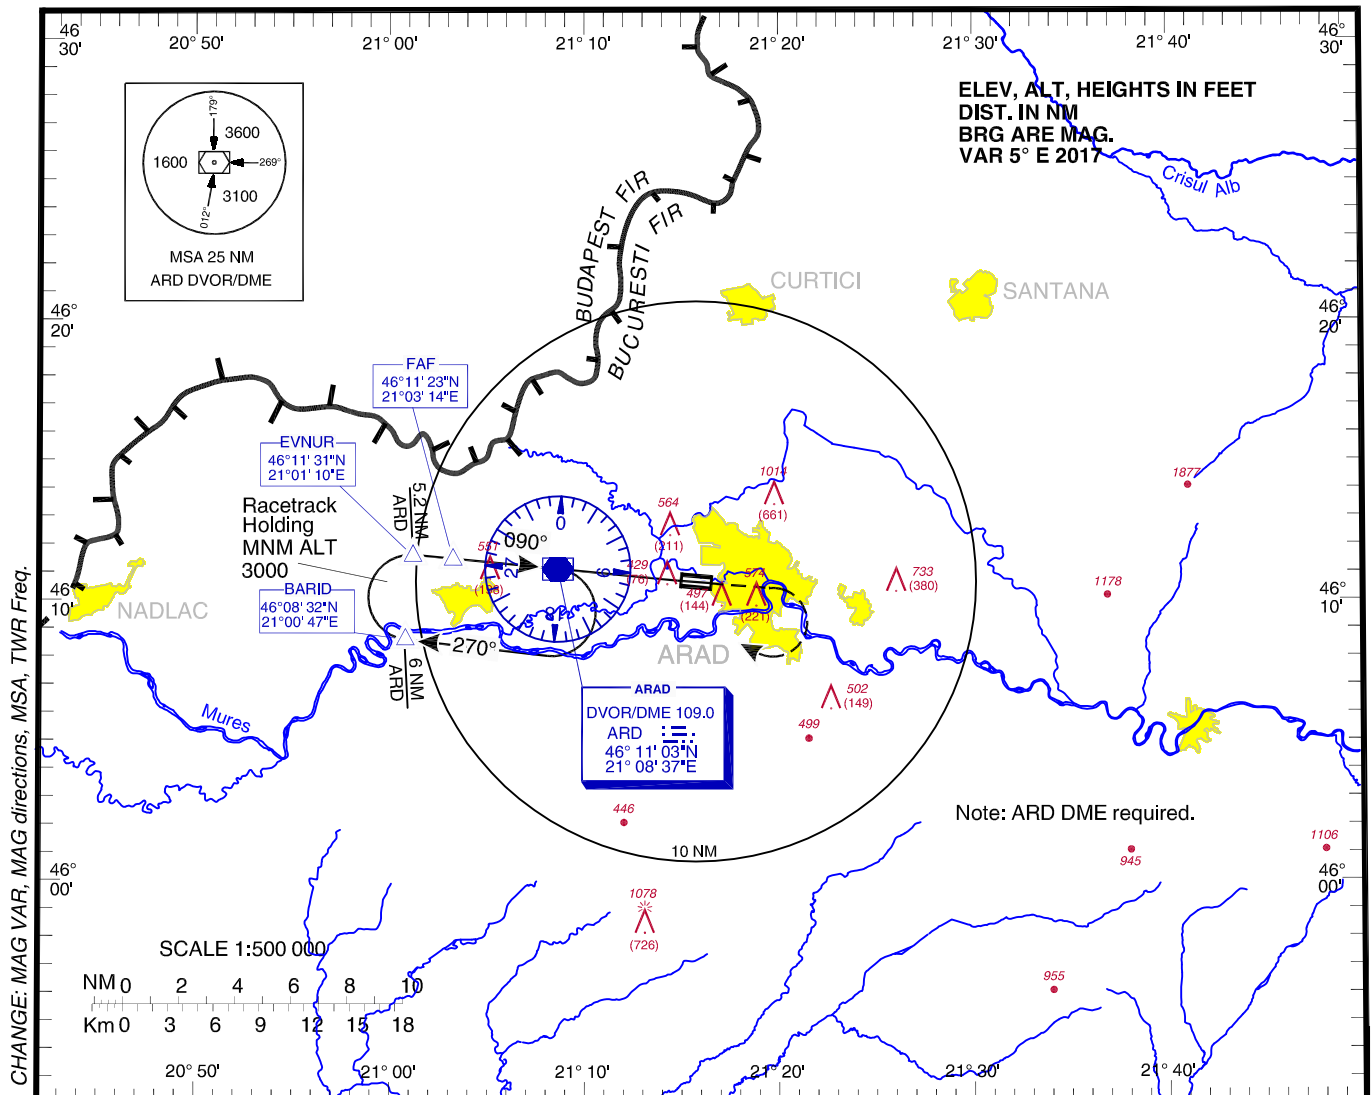 46°
30'
20° 50'
21° 00'
21° 10'
21° 20'
21° 30'
21° 40'
46°
30'
179°
3600
1600
269°
3100
012°
MSA 25 NM
ARD DVOR/DME
ELEV, ALT, HEIGHTS IN FEET
DIST. IN NM
BRG ARE MAG.
VAR 5° E 2017
Crisul Alb
BUDAPEST FIR
BUCURESTI FIR
CURTICI
SANTANA
46°
20'
46°
20'
FAF
46°11' 23"N
21°03' 14"E
EVNUR
46°11' 31"N
21°01' 10"E
5.2 NM
ARD
Racetrack
Holding
MNM ALT
3000
BARID
46°08' 32"N
21°00' 47"E
6 NM
ARD
090°
270°
0
9
27
551
564
(211)
1014
(661)
429
(76)
497
(144)
574
(221)
733
(380)
1877
1178
46°
10'
46°
10'
NADLAC
ARAD
Mures
502
(149)
499
ARAD
DVOR/DME 109.0
ARD
46° 11' 03"N
21° 08' 37"E
446
10 NM
Note: ARD DME required.
945
1106
46°
00'
46°
00'
1078
(726)
955
SCALE 1:500 000
NM 0 2 4 6 8 10
Km 0 3 6 9 12 15 18
20° 50'
21° 00'
21° 10'
21° 20'
21° 30'
21° 40'
CHANGE: MAG VAR, MAG directions, MSA, TWR Freq.